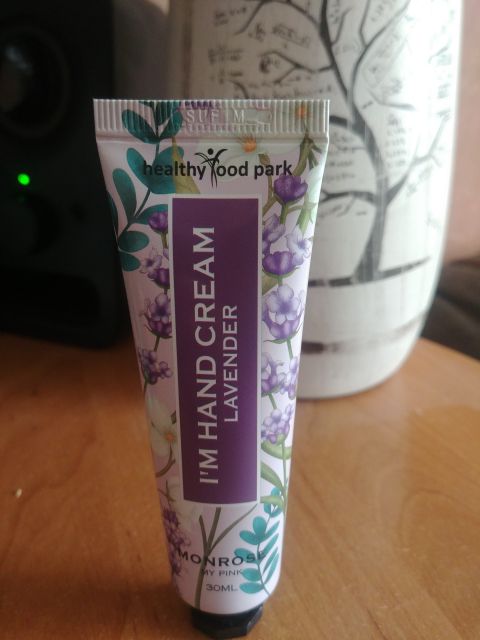 healthy food park
I'M HAND CREAM
LAVENDER
MONROSE
MY PINK
30ML